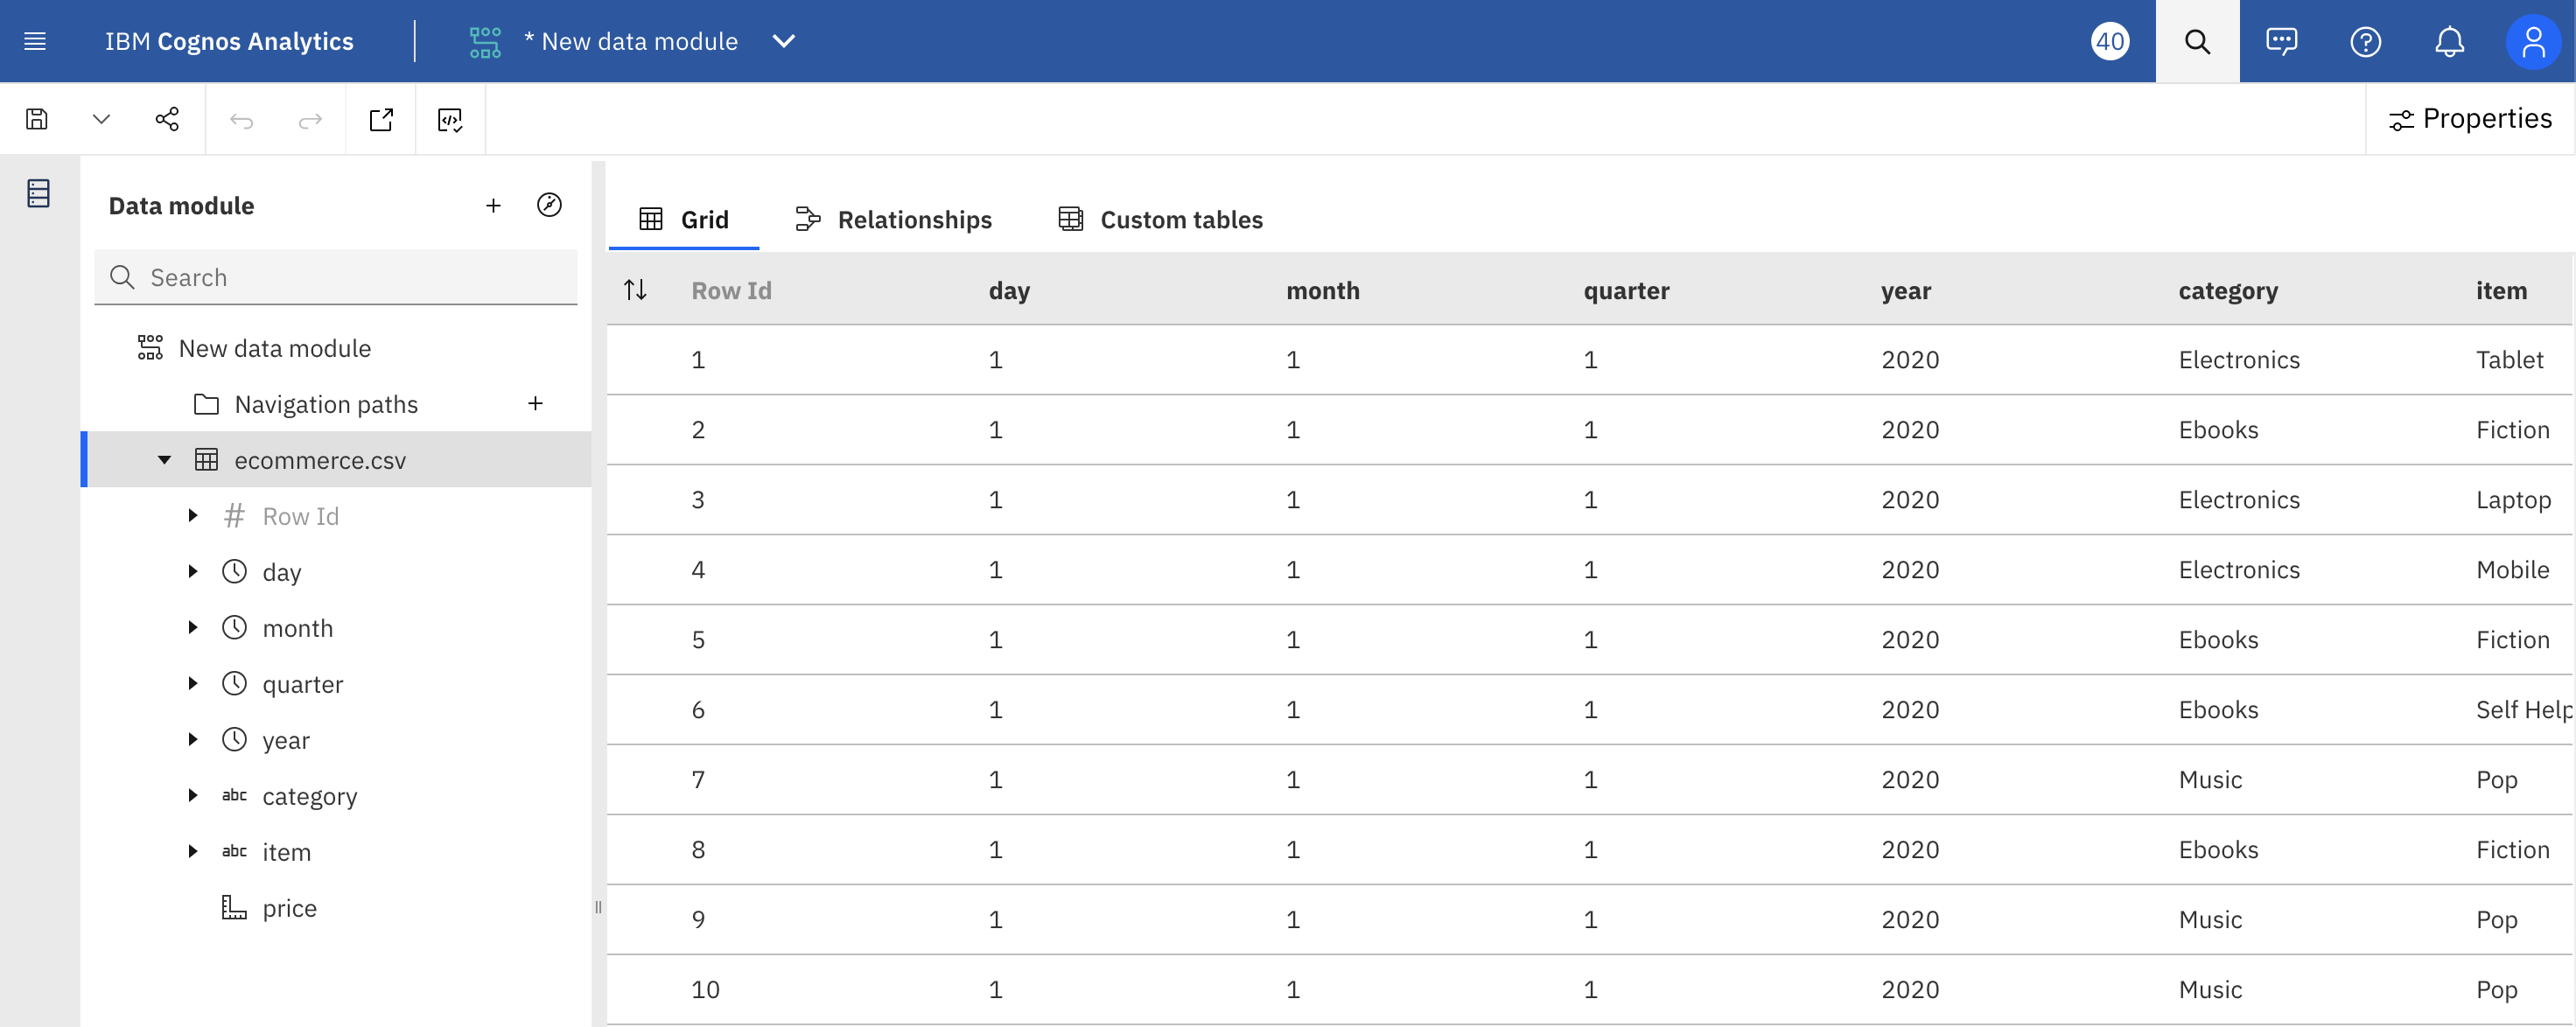 IBM Cognos Analytics
* New data module
40
Properties
Data module
Search
New data module
Navigation paths
ecommerce.csv
Row Id
day
month
quarter
year
abc category
abc item
price
Grid Relationships Custom tables
Row Id day month quarter year category item
1 1 1 1 2020 Electronics Tablet
2 1 1 1 2020 Ebooks Fiction
3 1 1 1 2020 Electronics Laptop
4 1 1 1 2020 Electronics Mobile
5 1 1 1 2020 Ebooks Fiction
6 1 1 1 2020 Ebooks Self Help
7 1 1 1 2020 Music Pop
8 1 1 1 2020 Ebooks Fiction
9 1 1 1 2020 Music Pop
10 1 1 1 2020 Music Pop